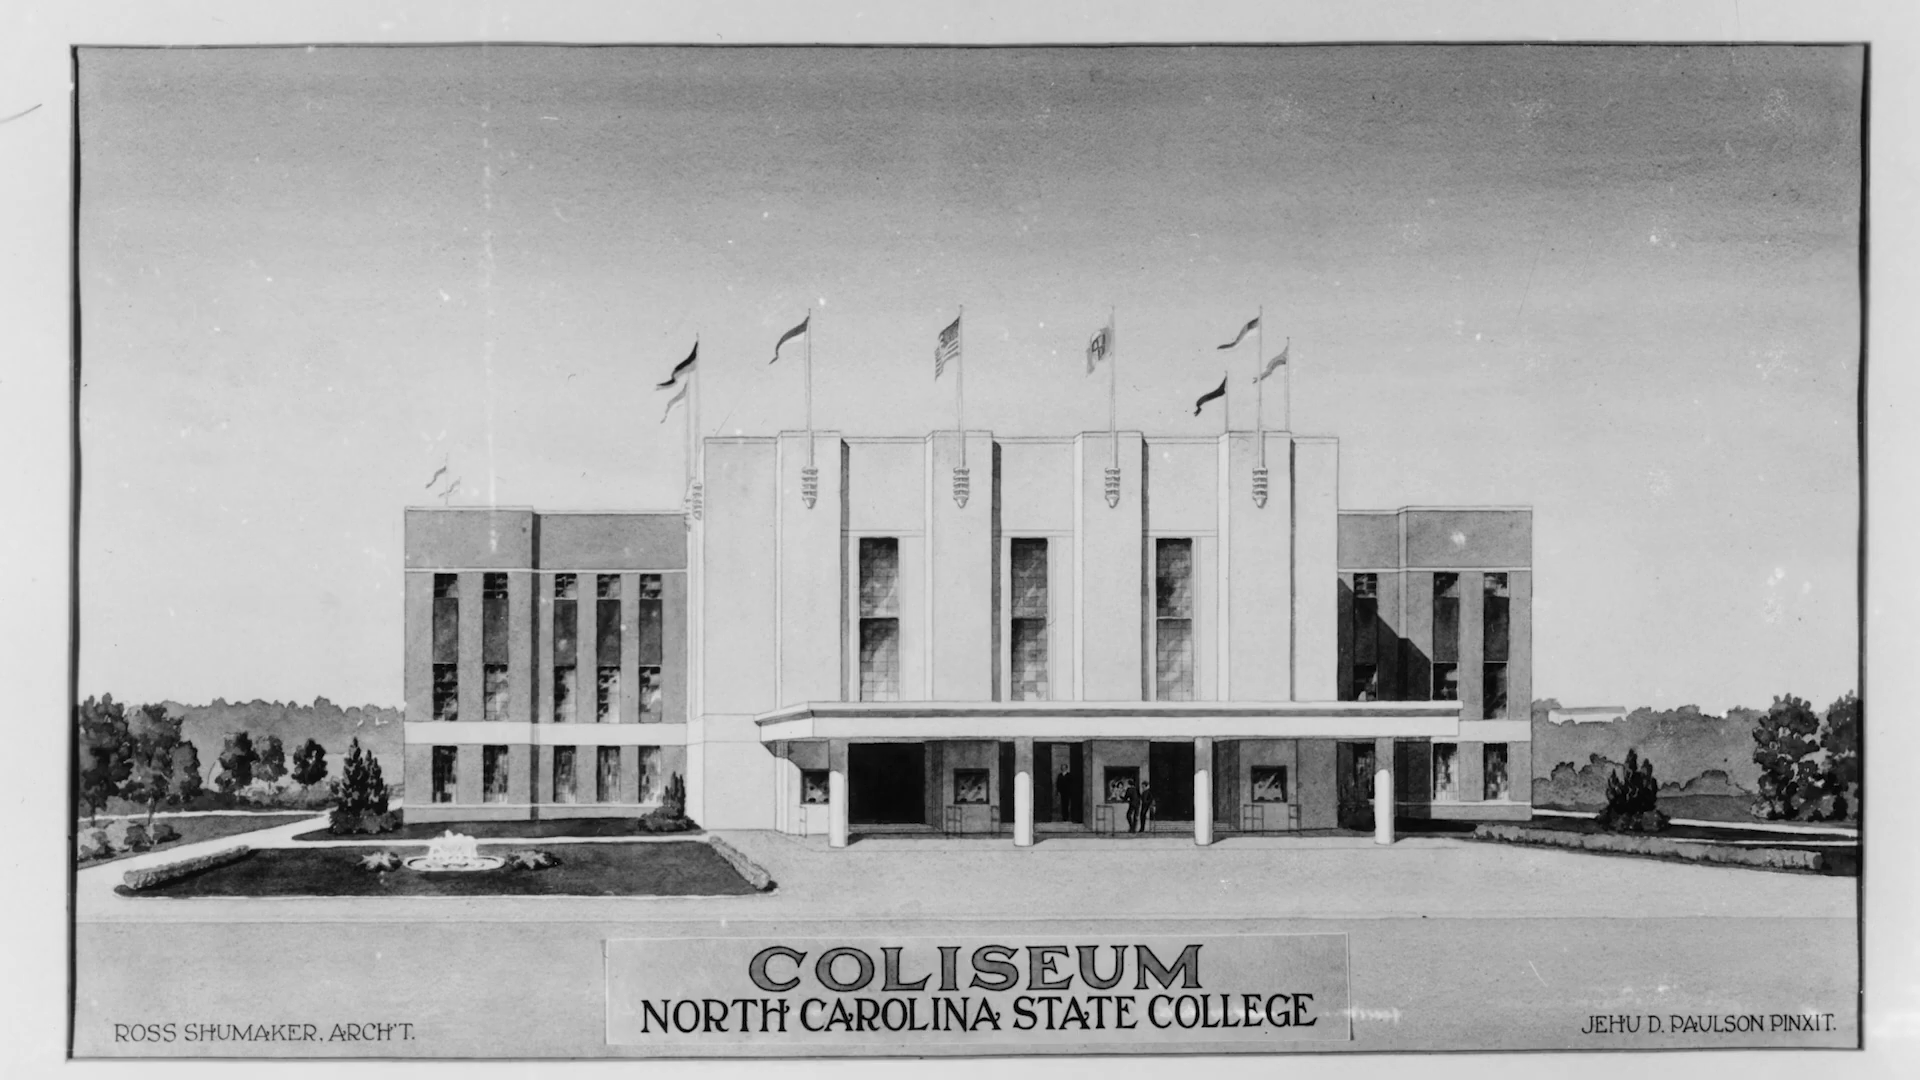 COLISEUM
NORTH CAROLINA STATE COLLEGE
ROSS SHUMAKER, ARCH'T.
JEHU D. PAULSON PINXIT.